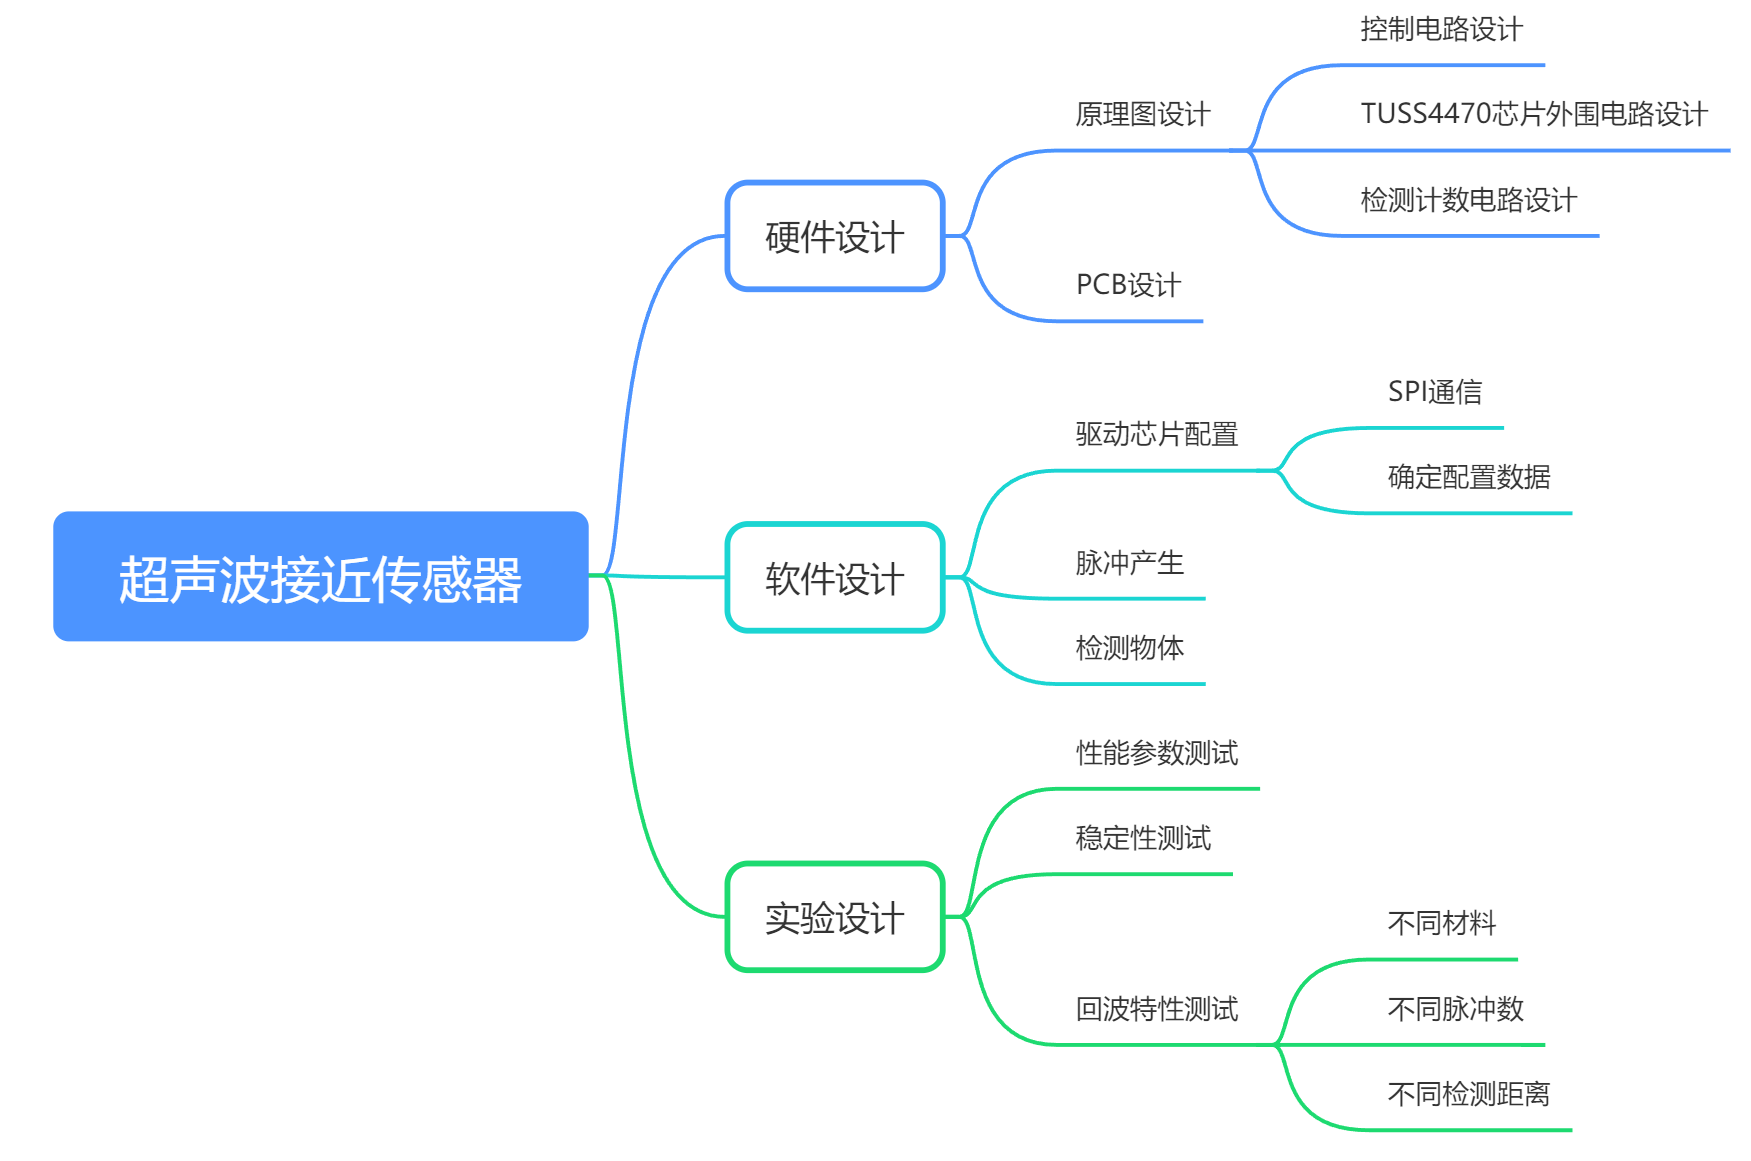 超声波接近传感器
硬件设计
原理图设计
控制电路设计
TUSS4470芯片外围电路设计
检测计数电路设计
PCB设计
软件设计
驱动芯片配置
SPI通信
确定配置数据
脉冲产生
检测物体
实验设计
性能参数测试
稳定性测试
回波特性测试
不同材料
不同脉冲数
不同检测距离